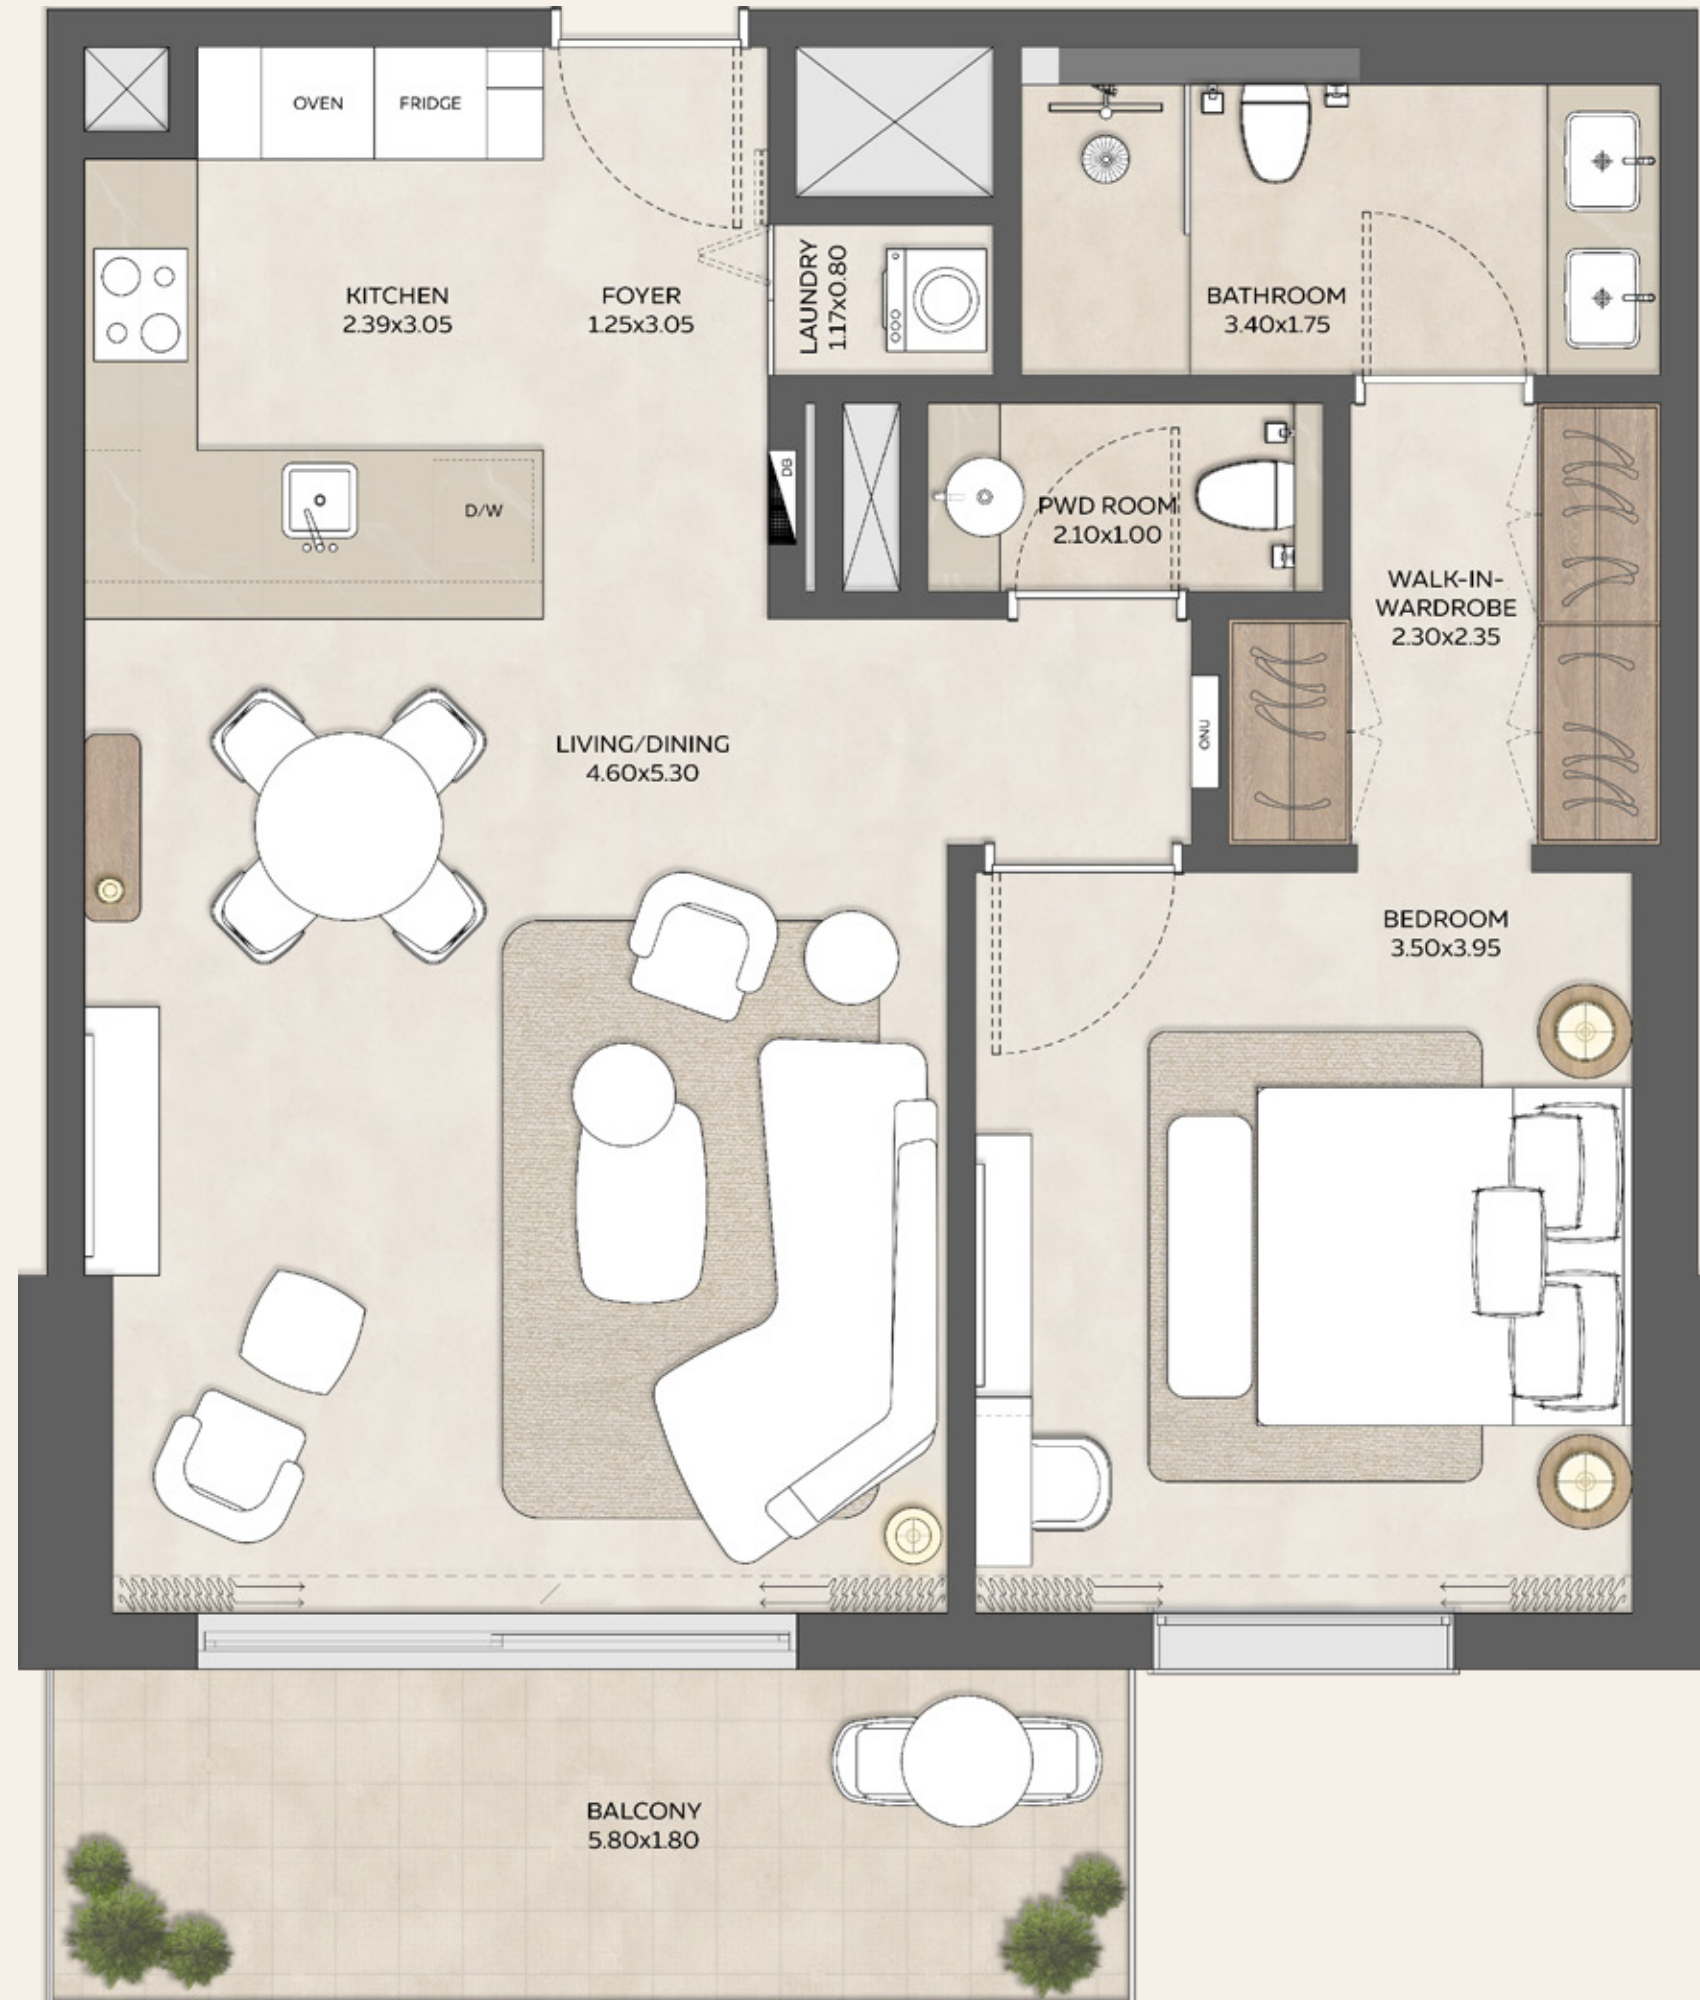 OVEN
FRIDGE
KITCHEN
2.39x3.05
FOYER
1.25x3.05
LAUNDRY
1.17x0.80
BATHROOM
3.40x1.75
D/W
DB
PWD ROOM
2.10x1.00
WALK-IN-
WARDROBE
2.30x2.35
ONU
LIVING/DINING
4.60x5.30
BEDROOM
3.50x3.95
BALCONY
5.80x1.80